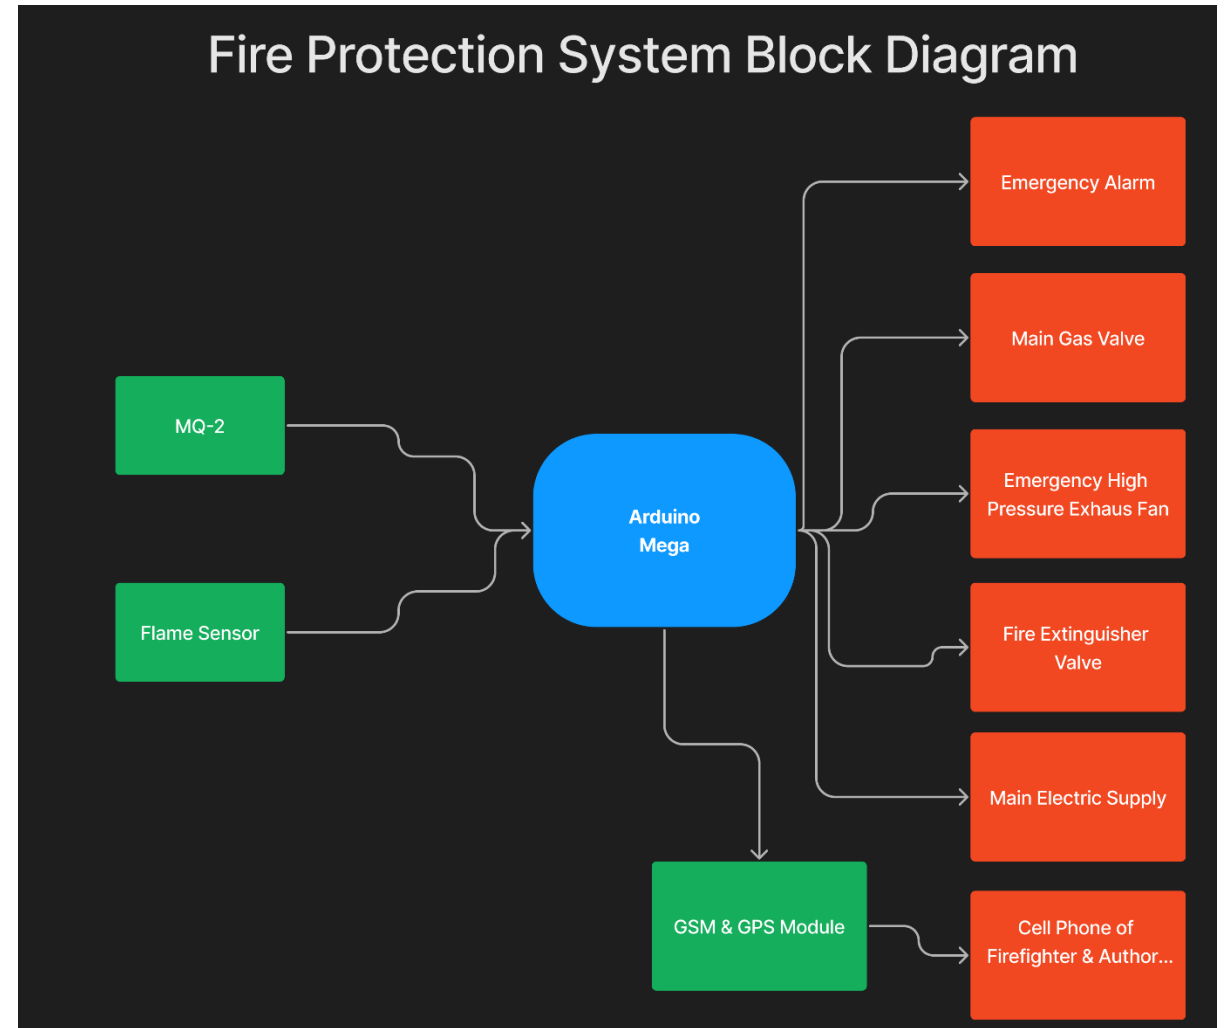 Fire Protection System Block Diagram
Emergency Alarm
Main Gas Valve
MQ-2
Emergency High
Pressure Exhaus Fan
Arduino
Mega
Flame Sensor
Fire Extinguisher
Valve
Main Electric Supply
GSM & GPS Module
Cell Phone of
Firefighter & Author...